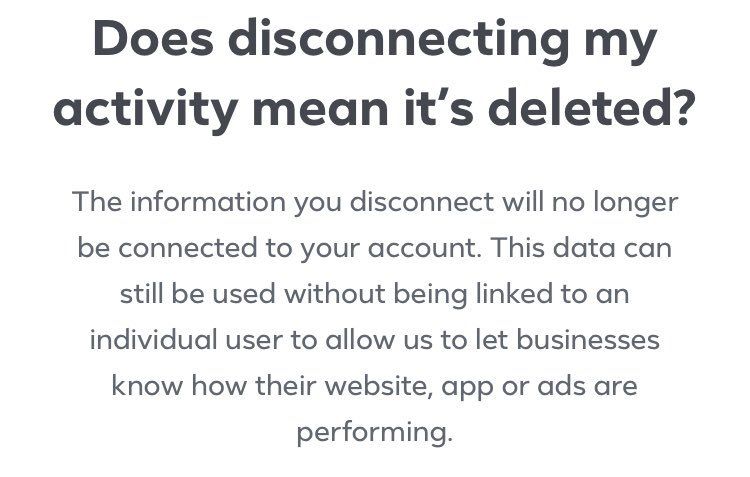 Does disconnecting my
activity mean it’s deleted?
The information you disconnect will no longer
be connected to your account. This data can
still be used without being linked to an
individual user to allow us to let businesses
know how their website, app or ads are
performing.